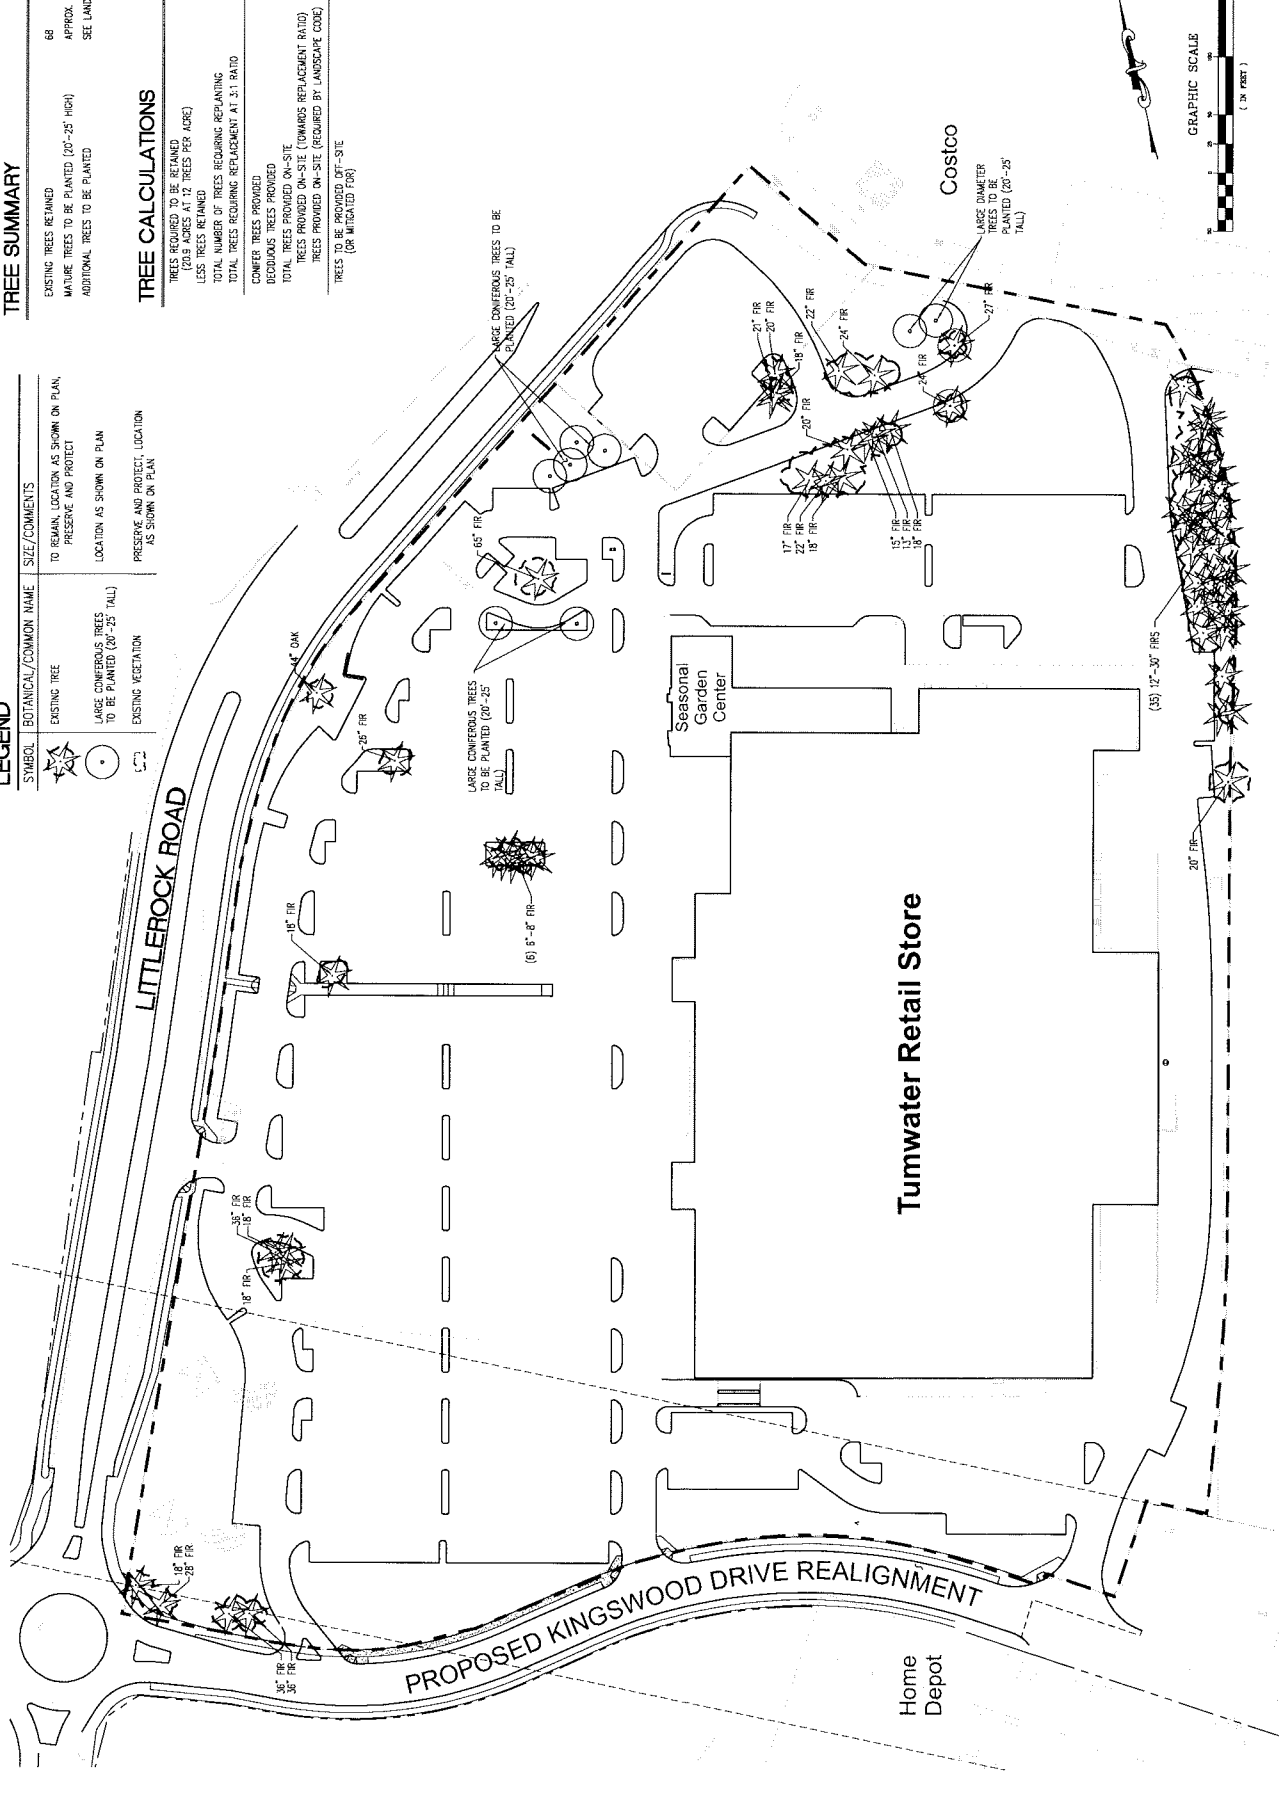 TREE SUMMARY
EXISTING TREES RETAINED 68
MATURE TREES TO BE PLANTED (20'-25' HIGH) APPROX.
ADDITIONAL TREES TO BE PLANTED SEE LAND
TREE CALCULATIONS
TREES REQUIRED TO BE RETAINED
(20.9 ACRES AT 12 TREES PER ACRE)
LESS TREES RETAINED
TOTAL NUMBER OF TREES REQUIRING REPLANTING
TOTAL TREES REQUIRING REPLACEMENT AT 3:1 RATIO
CONIFER TREES PROVIDED
DECIDUOUS TREES PROVIDED
TOTAL TREES PROVIDED ON-SITE
TREES PROVIDED ON-SITE (TOWARDS REPLACEMENT RATIO)
TREES PROVIDED ON-SITE (REQUIRED BY LANDSCAPE CODE)
TREES TO BE PROVIDED OFF-SITE
(OR MITIGATED FOR)
LEGEND
SYMBOL BOTANICAL/COMMON NAME SIZE/COMMENTS
EXISTING TREE TO REMAIN, LOCATION AS SHOWN ON PLAN,
PRESERVE AND PROTECT
LARGE CONIFEROUS TREES
TO BE PLANTED (20'-25' TALL) LOCATION AS SHOWN ON PLAN
EXISTING VEGETATION PRESERVE AND PROTECT, LOCATION
AS SHOWN ON PLAN
LITTLEROCK ROAD
18" FIR
28" FIR
36" FIR
36" FIR
36" FIR
18" FIR
18" FIR
18" FIR
26" FIR
(6) 6"-8" FIR
65" FIR
LARGE CONIFEROUS TREES
TO BE PLANTED (20'-25'
TALL)
LARGE CONIFEROUS TREES TO BE
PLANTED (20'-25' TALL)
21" FIR
20" FIR
18" FIR
22" FIR
24" FIR
20" FIR
24" FIR
27" FIR
17" FIR
22" FIR
18" FIR
15" FIR
13" FIR
LARGE DIAMETER
TREES TO BE
PLANTED (20'-25'
TALL)
Costco
Seasonal
Garden
Center
Tumwater Retail Store
(35) 12"-30" FIRS
20" FIR
PROPOSED KINGSWOOD DRIVE REALIGNMENT
Home
Depot
GRAPHIC SCALE
( IN FEET )